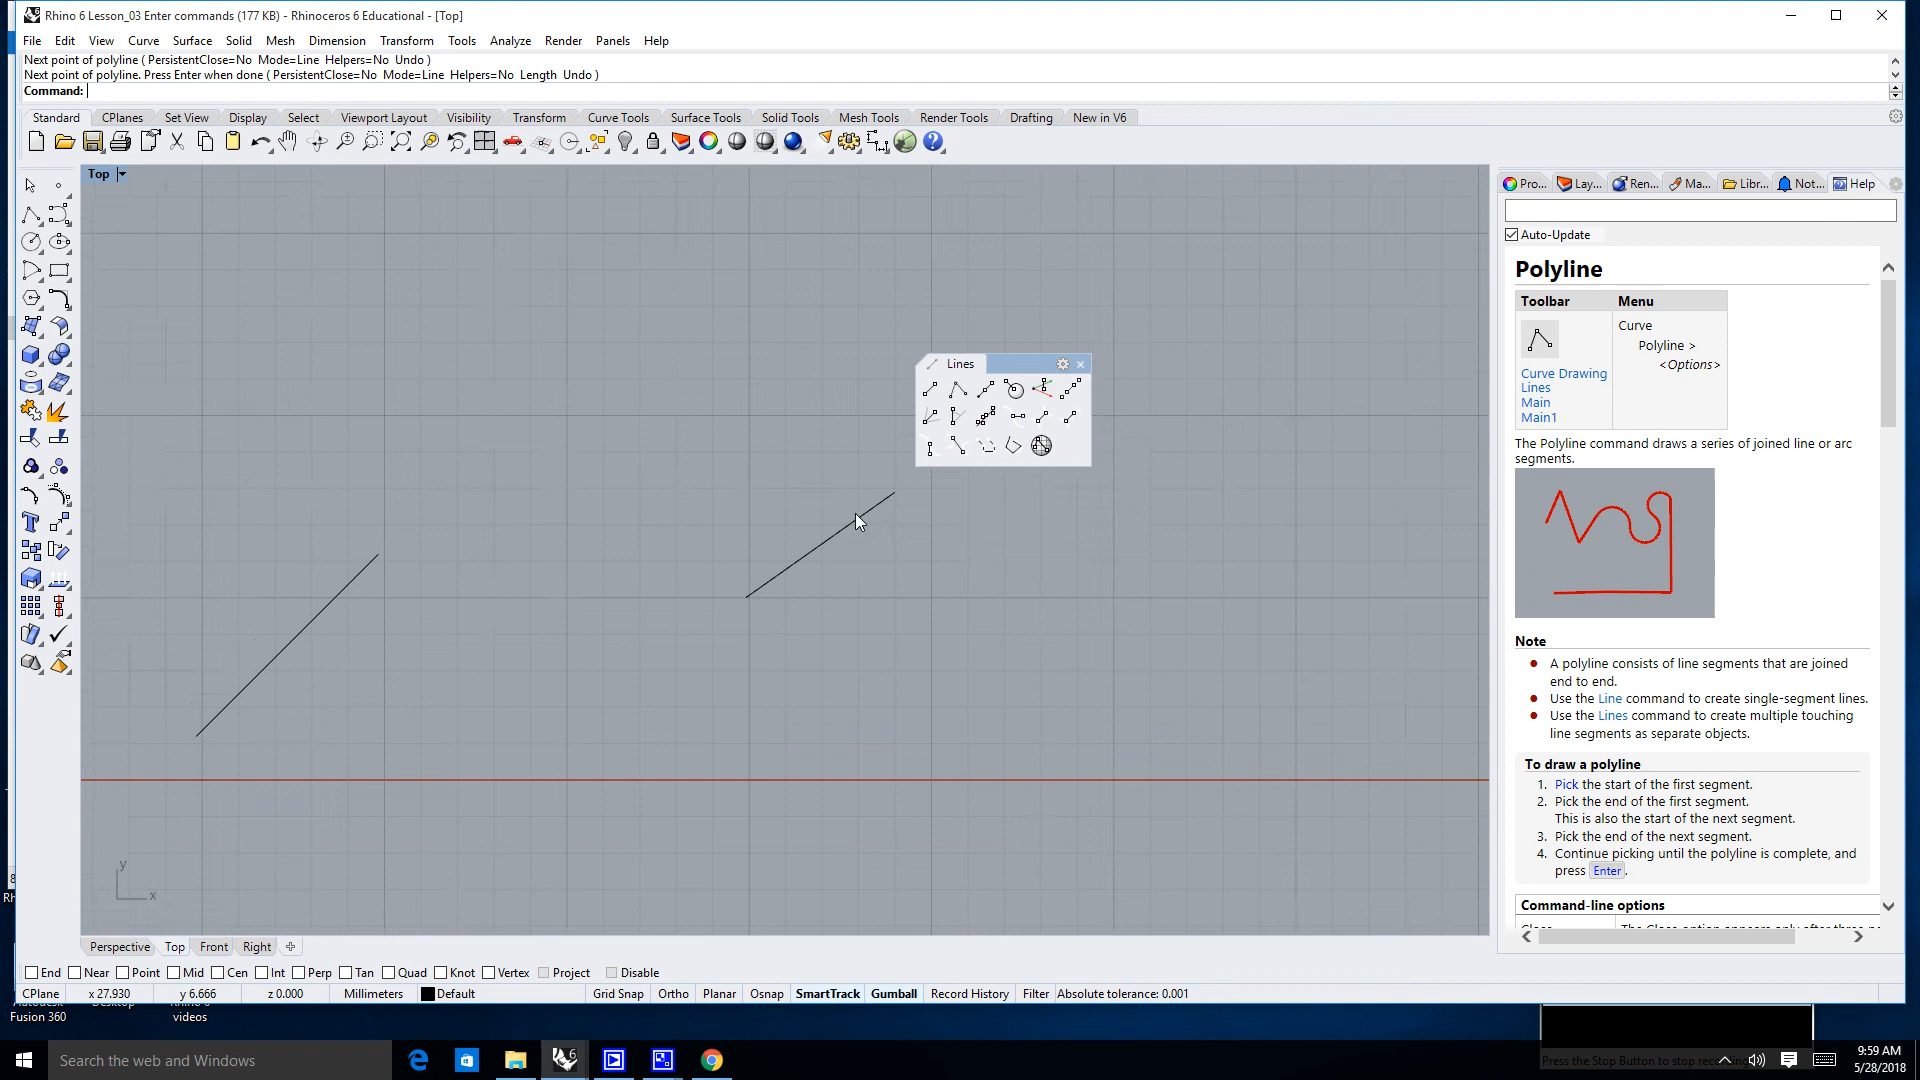 Rhino 6 Lesson_03 Enter commands (177 KB) - Rhinoceros 6 Educational - [Top]
File Edit View Curve Surface Solid Mesh Dimension Transform Tools Analyze Render Panels Help
Next point of polyline ( PersistentClose=No Mode=Line Helpers=No Undo )
Next point of polyline. Press Enter when done ( PersistentClose=No Mode=Line Helpers=No Length Undo )
Command:
Standard CPlanes Set View Display Select Viewport Layout Visibility Transform Curve Tools Surface Tools Solid Tools Mesh Tools Render Tools Drafting New in V6
Top
Lines
y
x
Pro... Lay... Ren... Ma... Libr... Not... Help
Auto-Update
Polyline
Toolbar Menu
Curve
Polyline >
<Options>
Curve Drawing
Lines
Main
Main1
The Polyline command draws a series of joined line or arc
segments.
Note
A polyline consists of line segments that are joined
end to end.
Use the Line command to create single-segment lines.
Use the Lines command to create multiple touching
line segments as separate objects.
To draw a polyline
1. Pick the start of the first segment.
2. Pick the end of the first segment.
This is also the start of the next segment.
3. Pick the end of the next segment.
4. Continue picking until the polyline is complete, and
press Enter.
Command-line options
Perspective Top Front Right
End Near Point Mid Cen Int Perp Tan Quad Knot Vertex Project Disable
CPlane x 27.930 y 6.666 z 0.000 Millimeters Default Grid Snap Ortho Planar Osnap SmartTrack Gumball Record History Filter Absolute tolerance: 0.001
Fusion 360
videos
Search the web and Windows
Press the Stop Button to stop
9:59 AM
5/28/2018